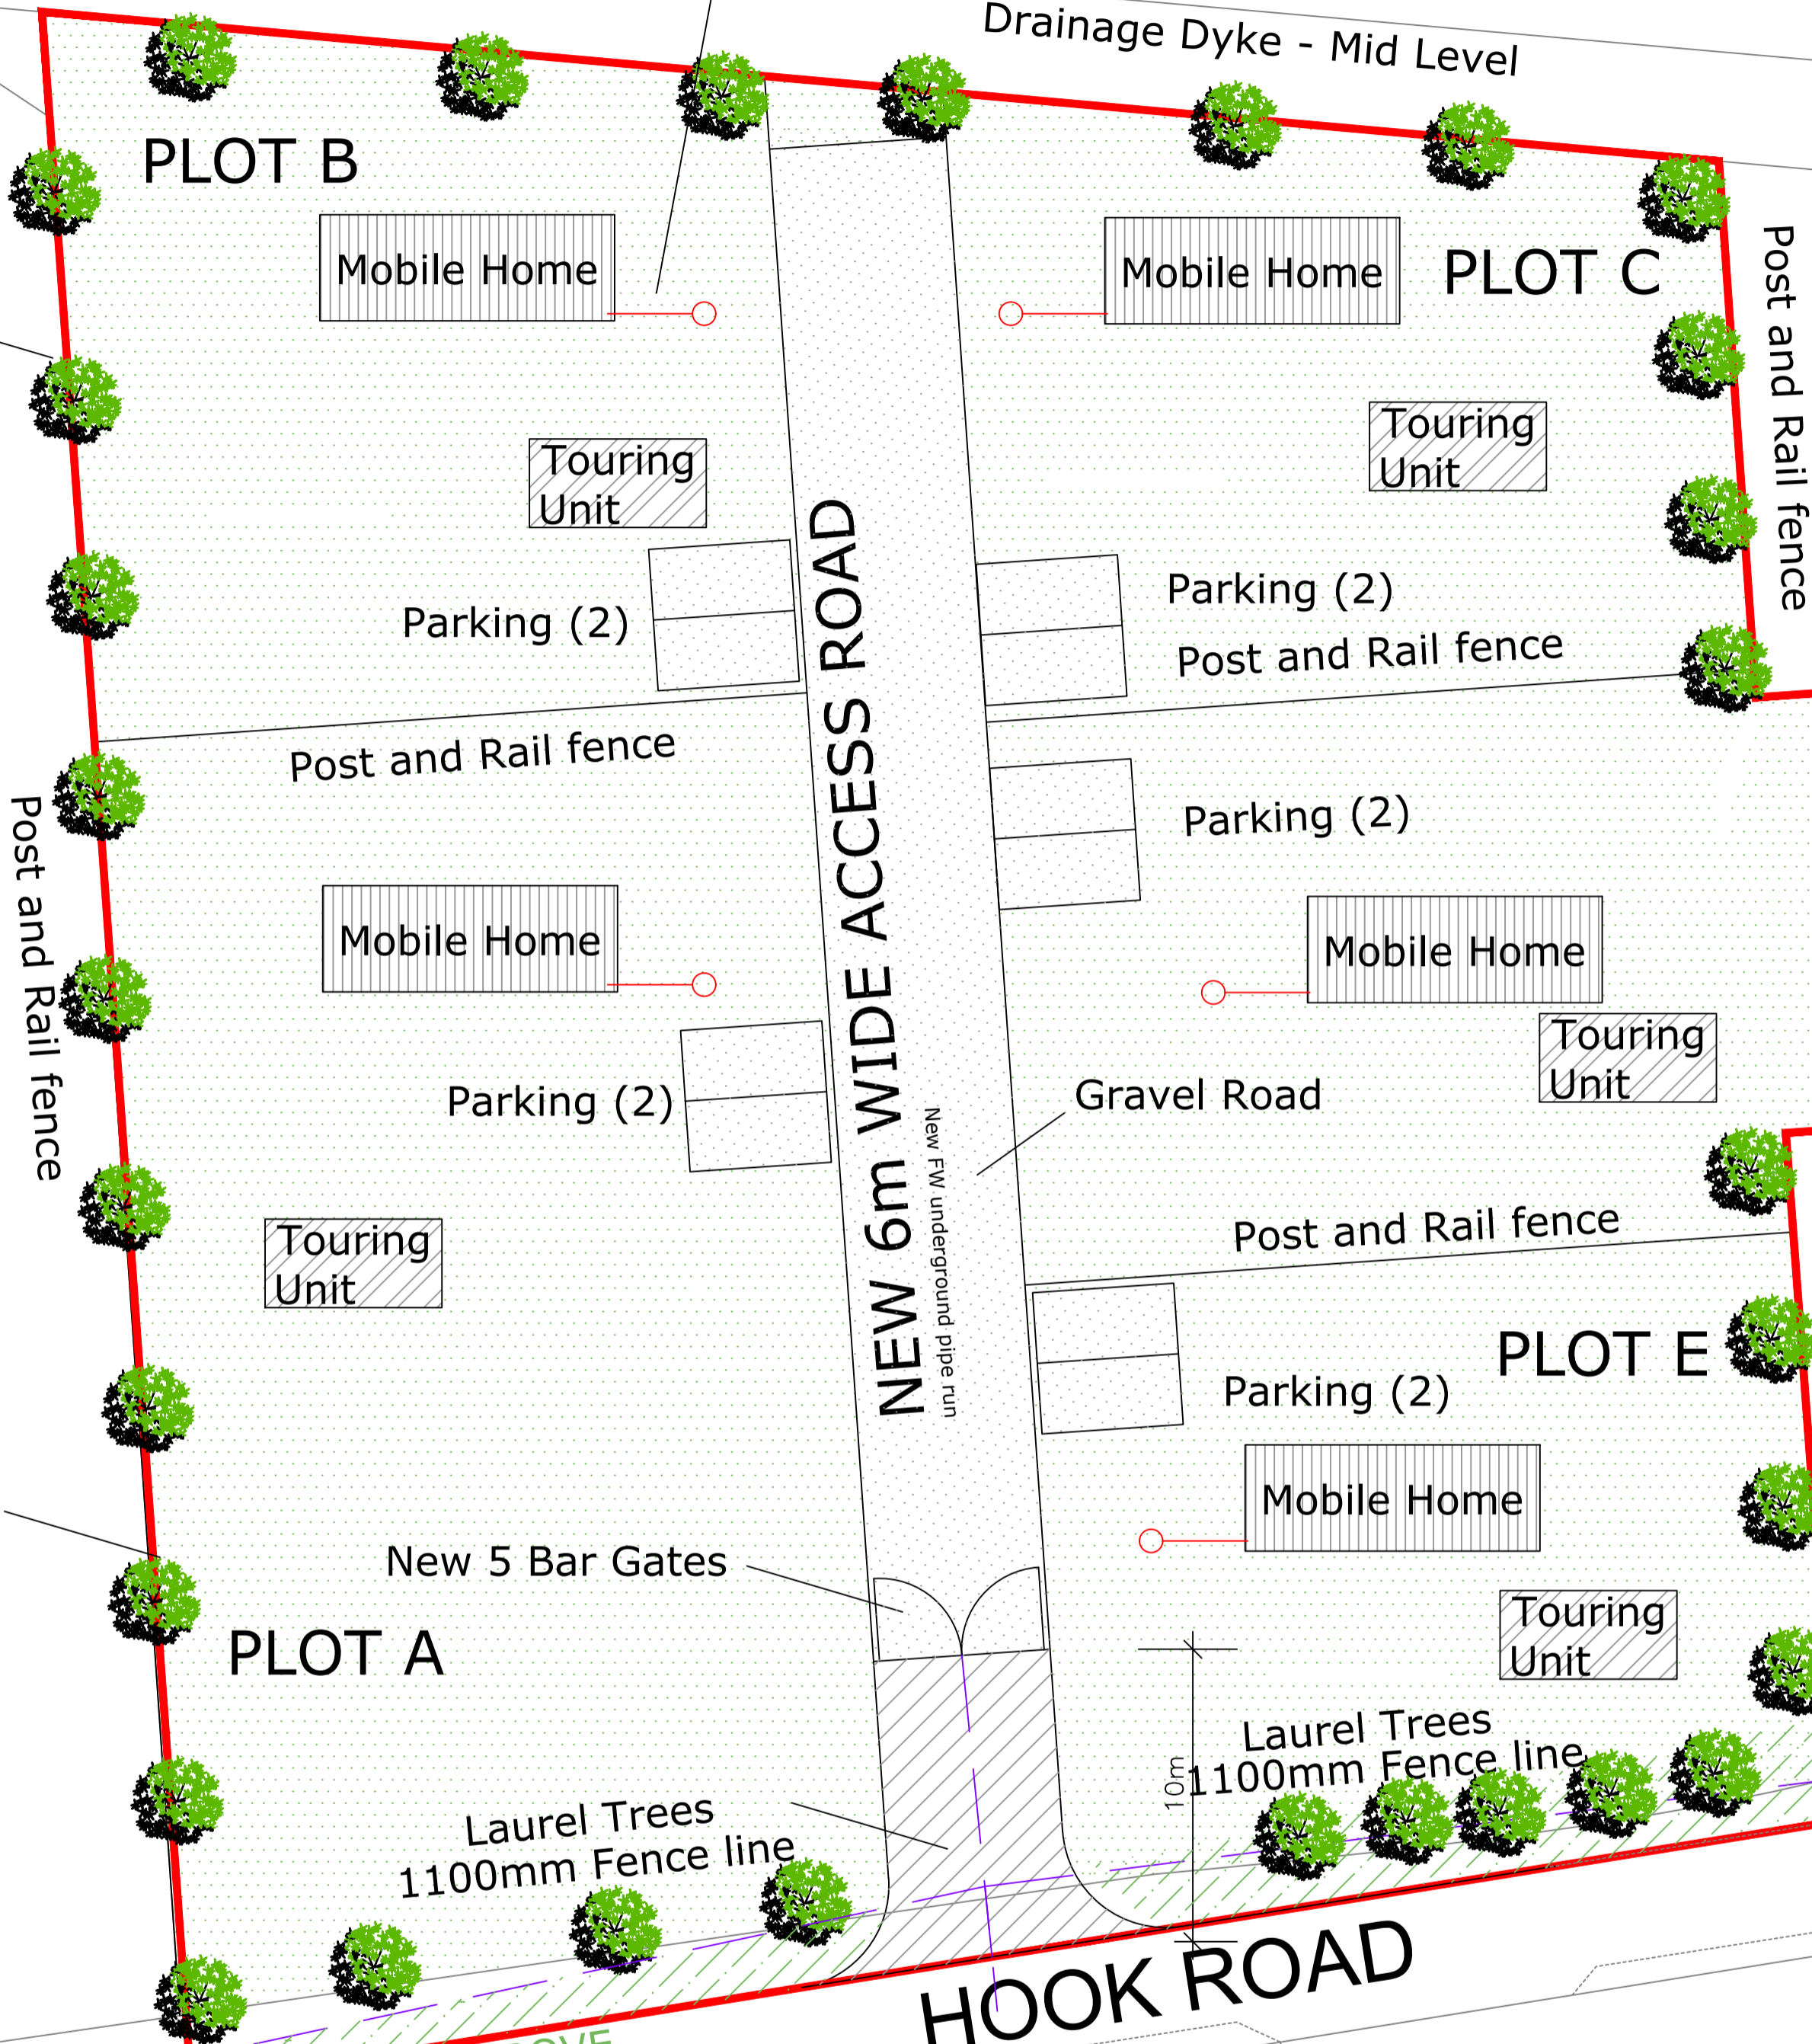 Drainage Dyke - Mid Level
PLOT B
Mobile Home
Mobile Home
PLOT C
Post and Rail fence
Touring
Unit
Touring
Unit
Parking (2)
Parking (2)
Post and Rail fence
Post and Rail fence
Parking (2)
Post and Rail fence
NEW 6m WIDE ACCESS ROAD
New FW underground pipe run
Mobile Home
Mobile Home
Touring
Unit
Parking (2)
Gravel Road
Touring
Unit
Post and Rail fence
PLOT E
Parking (2)
Mobile Home
New 5 Bar Gates
PLOT A
Touring
Unit
Laurel Trees
1100mm Fence line
10m
Laurel Trees
1100mm Fence line
HOOK ROAD